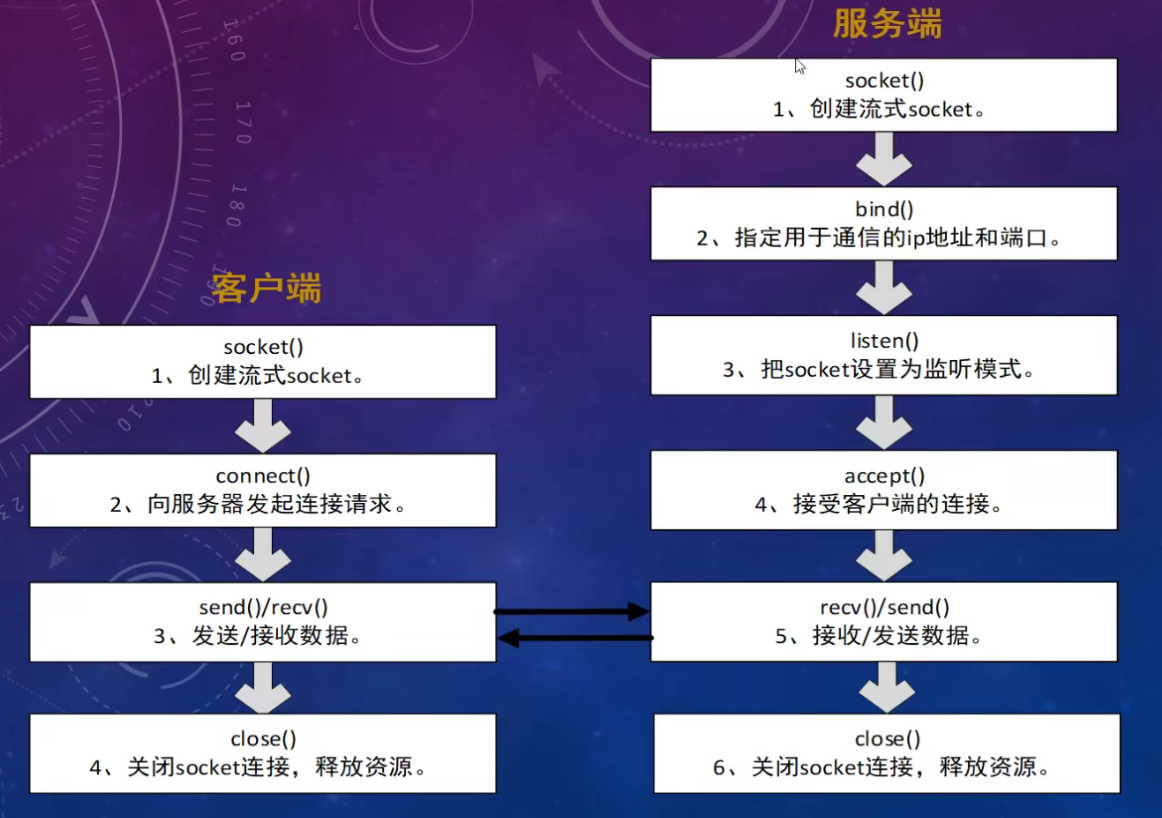 服务端
socket()
1、创建流式socket。
bind()
2、指定用于通信的ip地址和端口。
listen()
3、把socket设置为监听模式。
accept()
4、接受客户端的连接。
recv()/send()
5、接收/发送数据。
close()
6、关闭socket连接，释放资源。
客户端
socket()
1、创建流式socket。
connect()
2、向服务器发起连接请求。
send()/recv()
3、发送/接收数据。
close()
4、关闭socket连接，释放资源。
160
170
180
190
210